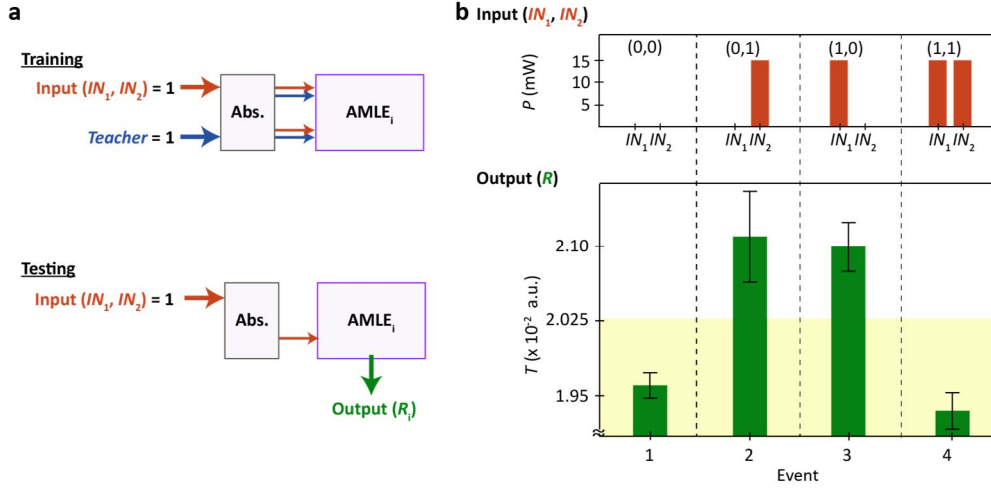 a
Training
Input (IN₁, IN₂) = 1
Teacher = 1
Abs.
AMLEᵢ
Testing
Input (IN₁, IN₂) = 1
Abs.
AMLEᵢ
Output (Rᵢ)
b
Input (IN₁, IN₂)
(0,0) (0,1) (1,0) (1,1)
P (mW)
15
10
5
IN₁ IN₂ IN₁ IN₂ IN₁ IN₂ IN₁ IN₂
Output (R)
T (x 10⁻² a.u.)
2.10
2.025
1.95
1 2 3 4
Event